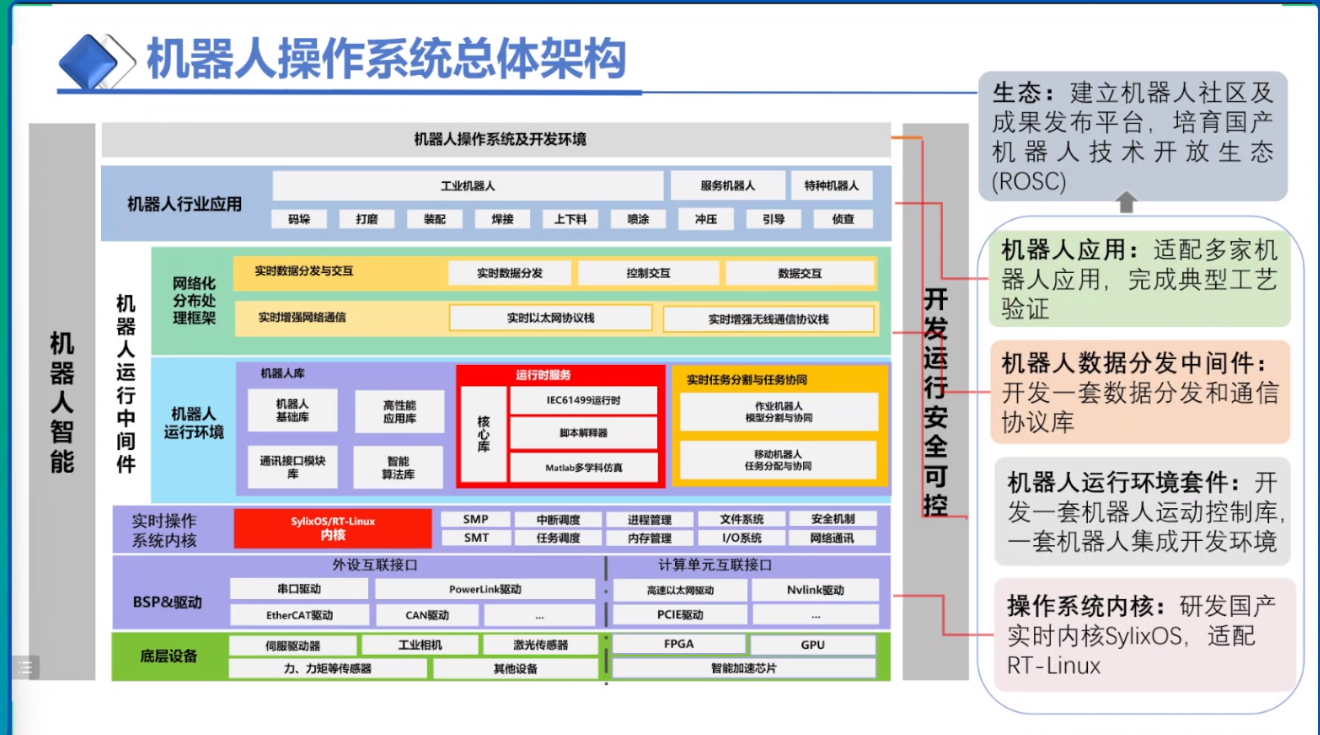 机器人操作系统总体架构
机器人智能
机器人操作系统及开发环境
机器人行业应用
工业机器人
服务机器人
特种机器人
码垛
打磨
装配
焊接
上下料
喷涂
冲压
引导
侦查
机器人运行中间件
网络化
分布处
理框架
实时数据分发与交互
实时数据分发
控制交互
数据交互
实时增强网络通信
实时以太网协议栈
实时增强无线通信协议栈
机器人
运行环境
机器人库
机器人
基础库
高性能
应用库
通讯接口模块
库
智能
算法库
运行时服务
核心库
IEC61499运行时
脚本解释器
Matlab多学科仿真
实时任务分割与任务协同
作业机器人
模型分割与协同
移动机器人
任务分配与协同
实时操作
系统内核
SylixOS/RT-Linux
内核
SMP
中断调度
进程管理
文件系统
安全机制
SMT
任务调度
内存管理
I/O系统
网络通讯
BSP&驱动
外设互联接口
计算单元互联接口
串口驱动
PowerLink驱动
高速以太网驱动
Nvlink驱动
EtherCAT驱动
CAN驱动
...
PCIE驱动
...
底层设备
伺服驱动器
工业相机
激光传感器
FPGA
GPU
力、力矩等传感器
其他设备
智能加速芯片
开发运行安全可控
生态：建立机器人社区及
成果发布平台，培育国产
机器人技术开放生态
(ROSC)
机器人应用：适配多家机
器人应用，完成典型工艺
验证
机器人数据分发中间件：
开发一套数据分发和通信
协议库
机器人运行环境套件：开
发一套机器人运动控制库,
一套机器人集成开发环境
操作系统内核：研发国产
实时内核SylixOS，适配
RT-Linux